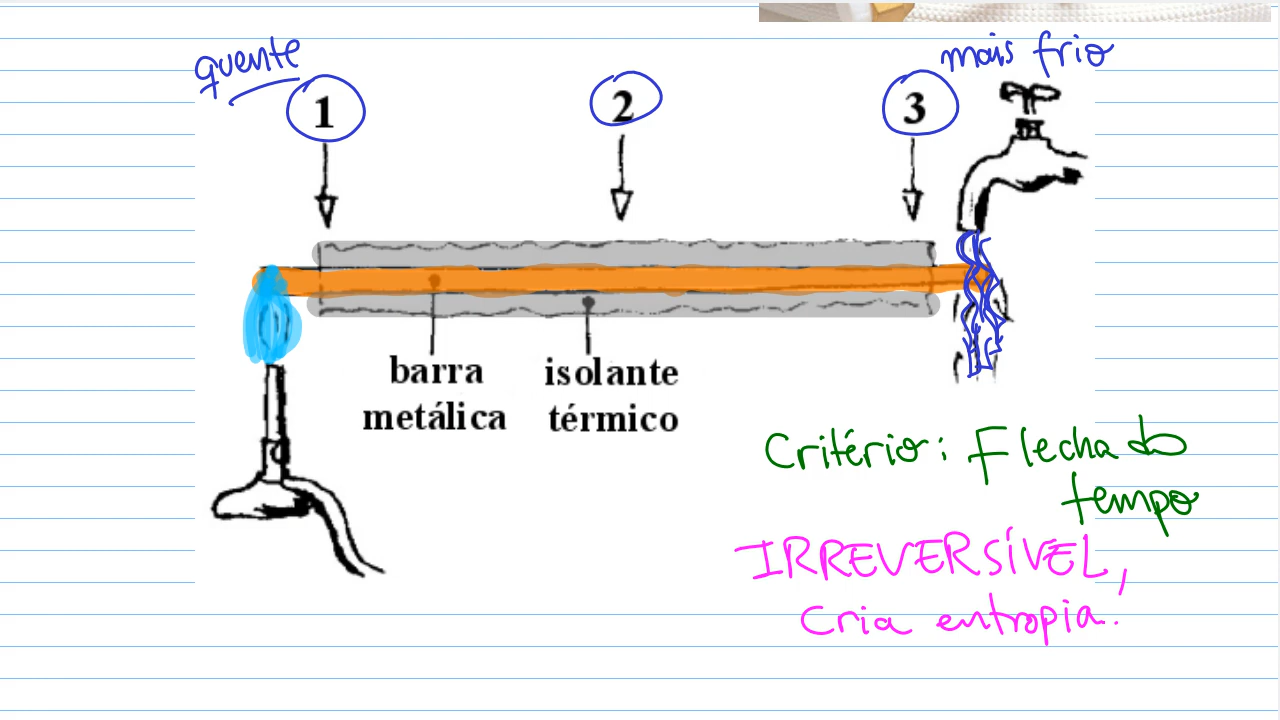 quente
mais frio
1
2
3
barra
metálica
isolante
térmico
Critério: Flecha do
tempo
IRREVERSÍVEL,
Cria entropia.